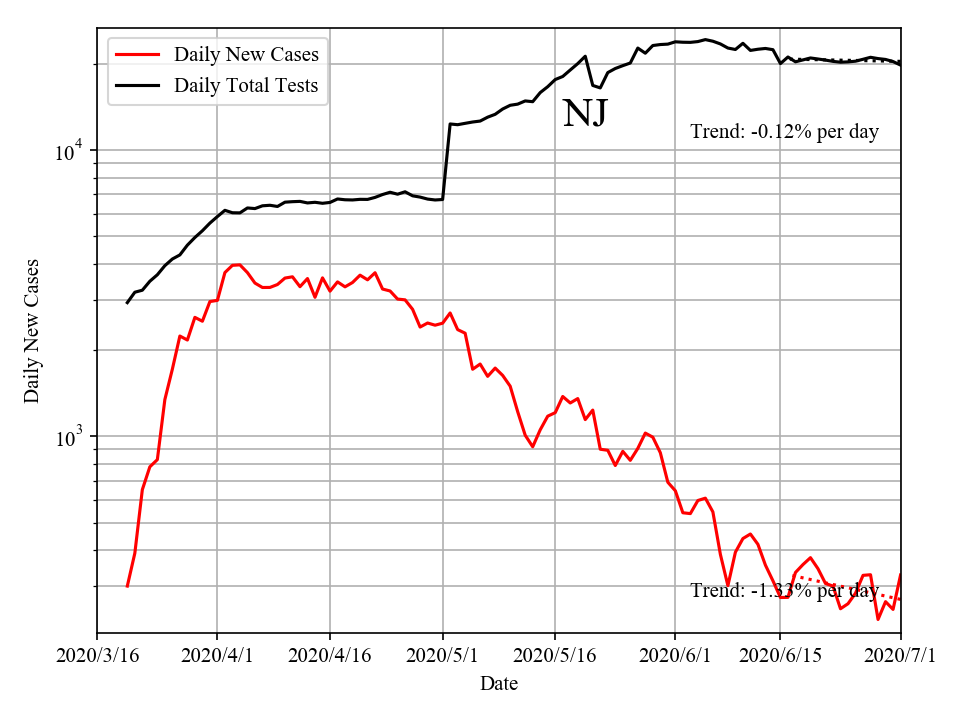 Daily New Cases
Daily Total Tests
NJ
Trend: -0.12% per day
10^4
Daily New Cases
10^3
Trend: -1.33% per day
2020/3/16 2020/4/1 2020/4/16 2020/5/1 2020/5/16 2020/6/1 2020/6/15 2020/7/1
Date